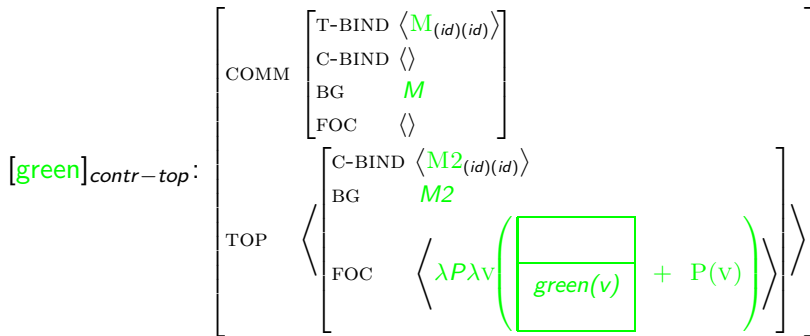 [green]contr−top:
COMM
T-BIND ⟨M(id)(id)⟩
C-BIND ⟨⟩
BG M
FOC ⟨⟩
TOP
C-BIND ⟨M2(id)(id)⟩
BG M2
FOC ⟨λPλv( green(v) + P(v))⟩⟩